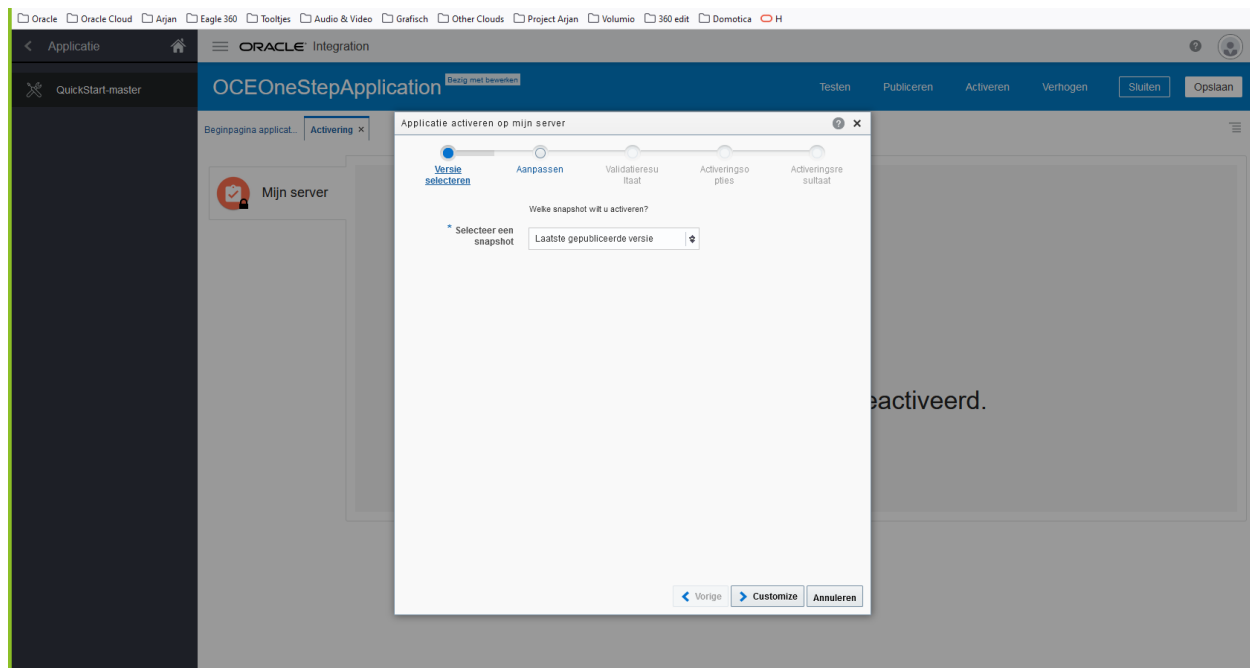 Oracle Oracle Cloud Arjan Eagle 360 Tooltjes Audio & Video Grafisch Other Clouds Project Arjan Volumio 360 edit Domotica H
Applicatie
ORACLE Integration
QuickStart-master
OCEOneStepApplication Bezig met bewerken
Testen Publiceren Activeren Verhogen Sluiten Opslaan
Beginpagina applicat... Activering ×
Applicatie activeren op mijn server
Versie
selecteren
Aanpassen
Validatieresu
ltaat
Activeringso
pties
Activeringsre
sultaat
Mijn server
Welke snapshot wilt u activeren?
* Selecteer een
snapshot
Laatste gepubliceerde versie
eactiveerd.
Vorige Customize Annuleren